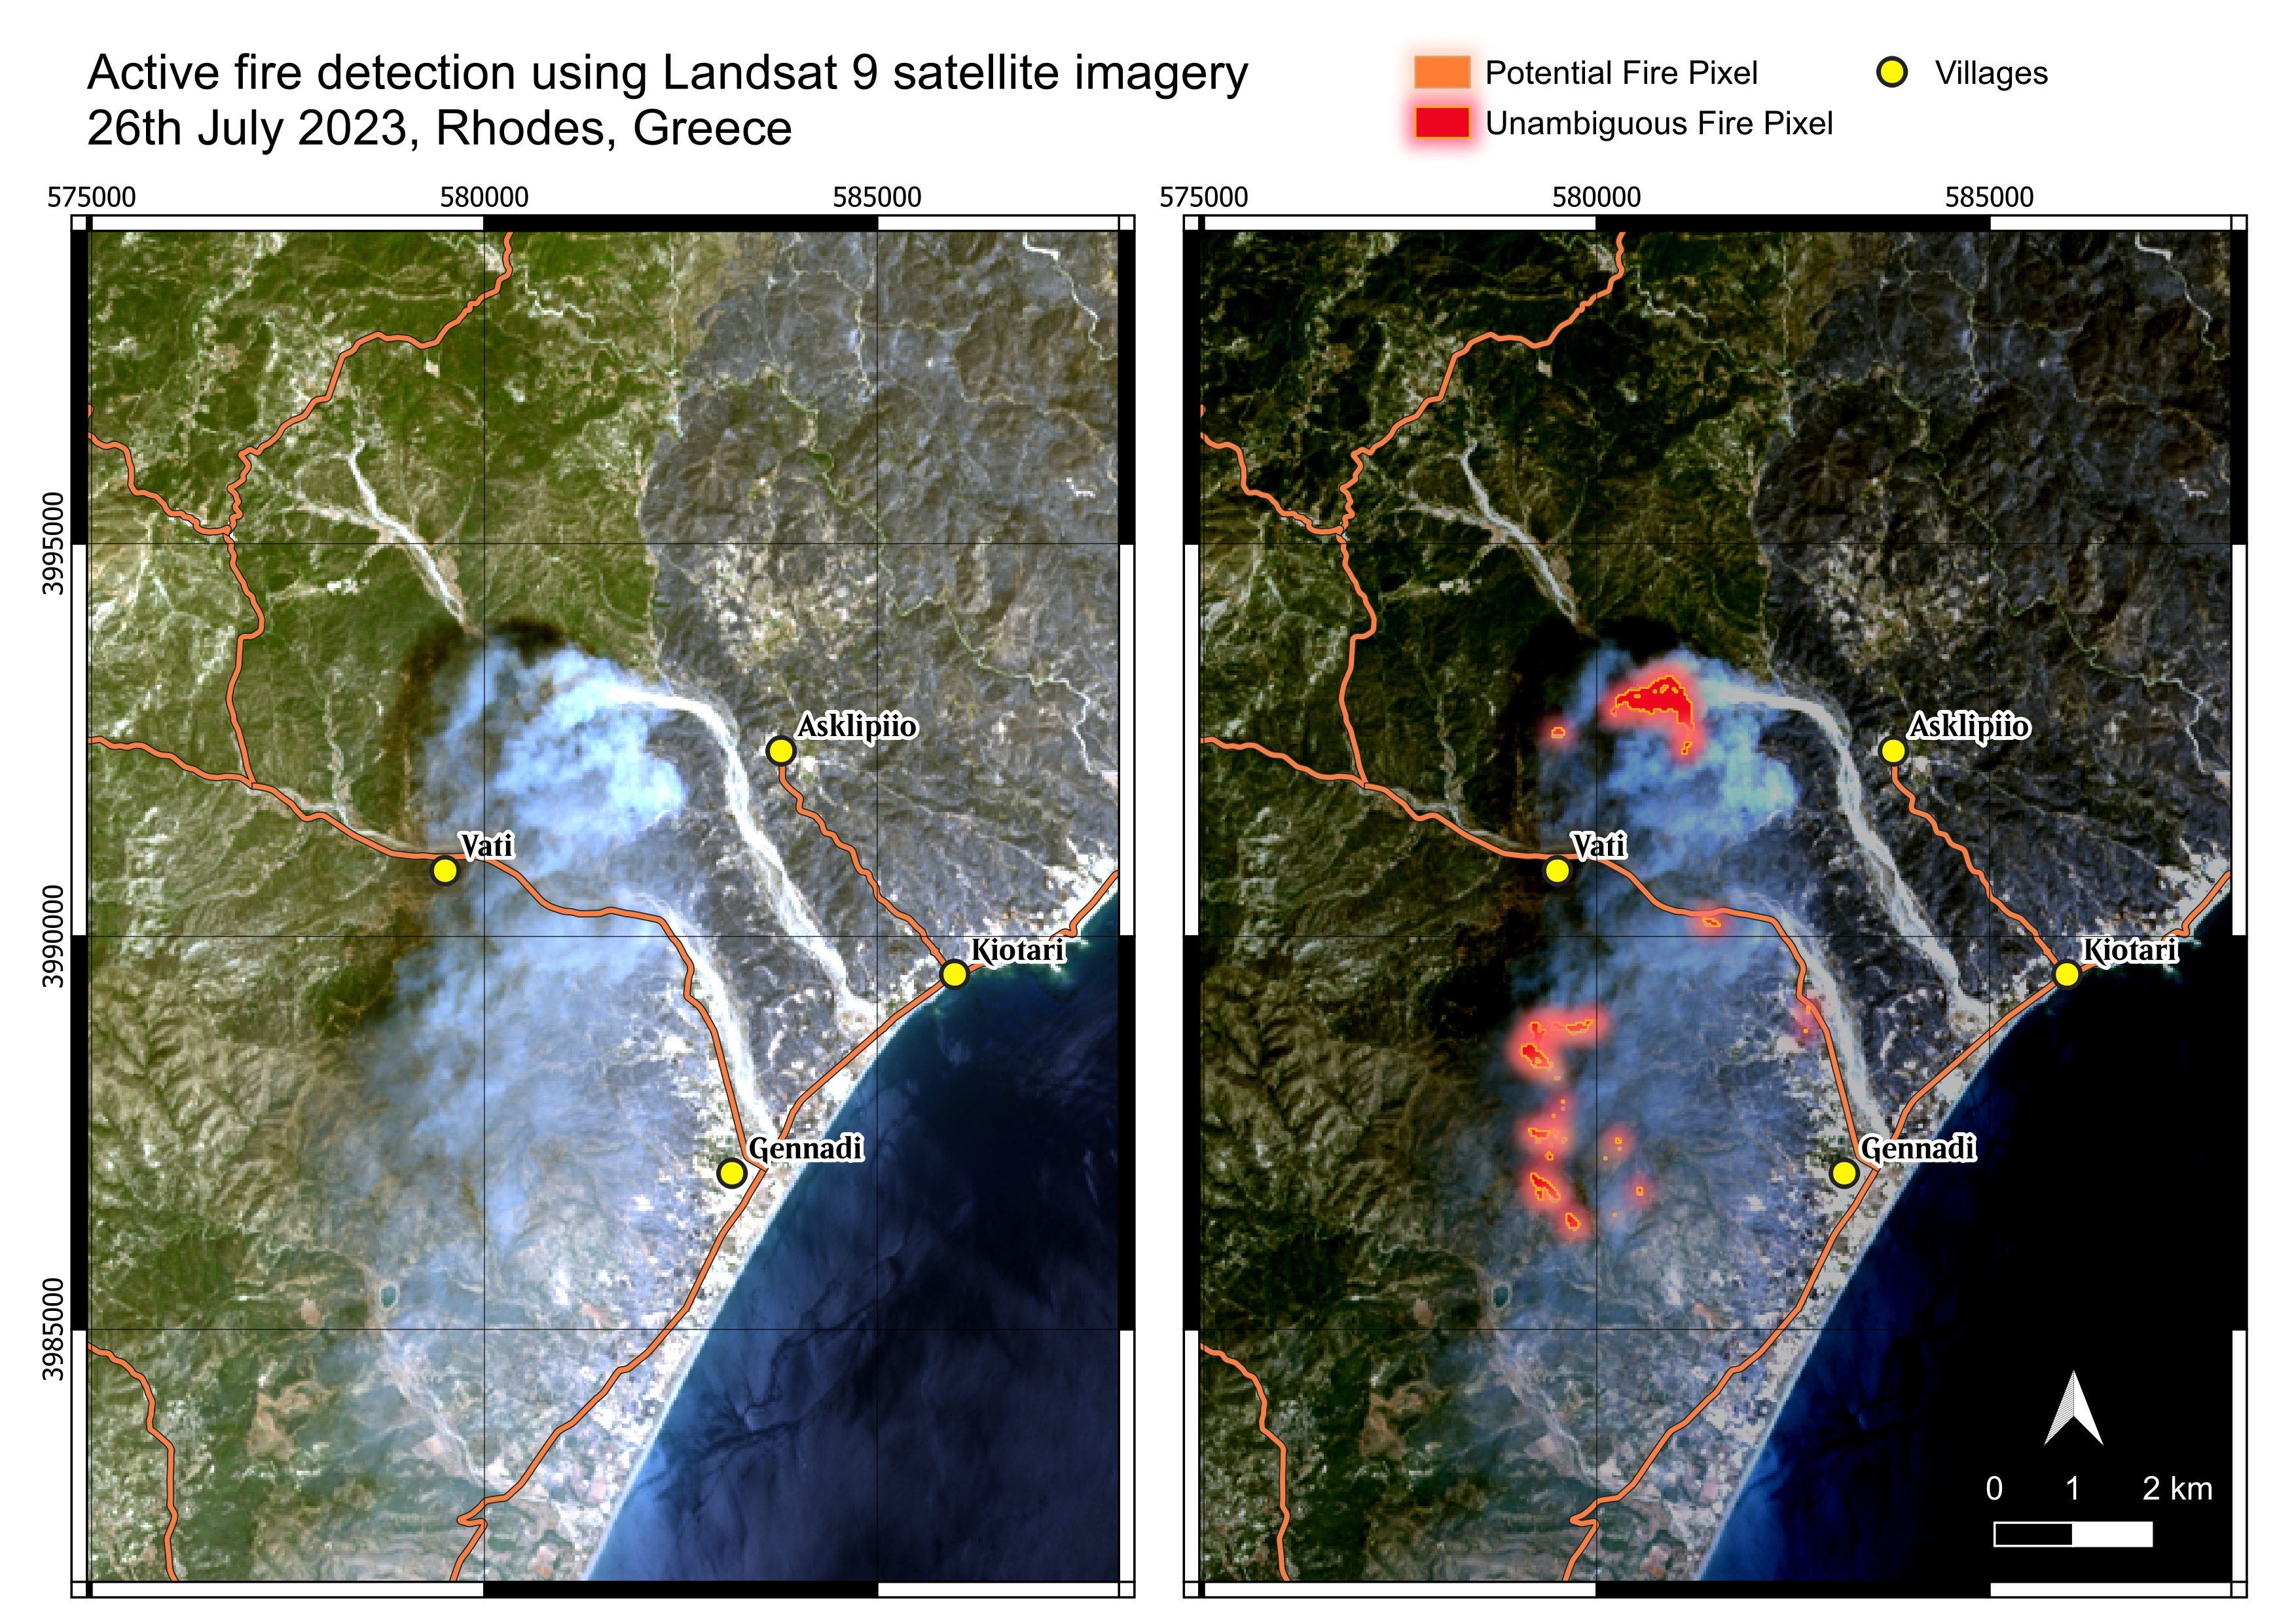 Active fire detection using Landsat 9 satellite imagery
26th July 2023, Rhodes, Greece
Potential Fire Pixel
Unambiguous Fire Pixel
Villages
575000 580000 585000
3995000
3990000
3985000
Asklipiio
Vati
Kiotari
Gennadi
575000 580000 585000
Asklipiio
Vati
Kiotari
Gennadi
0 1 2 km